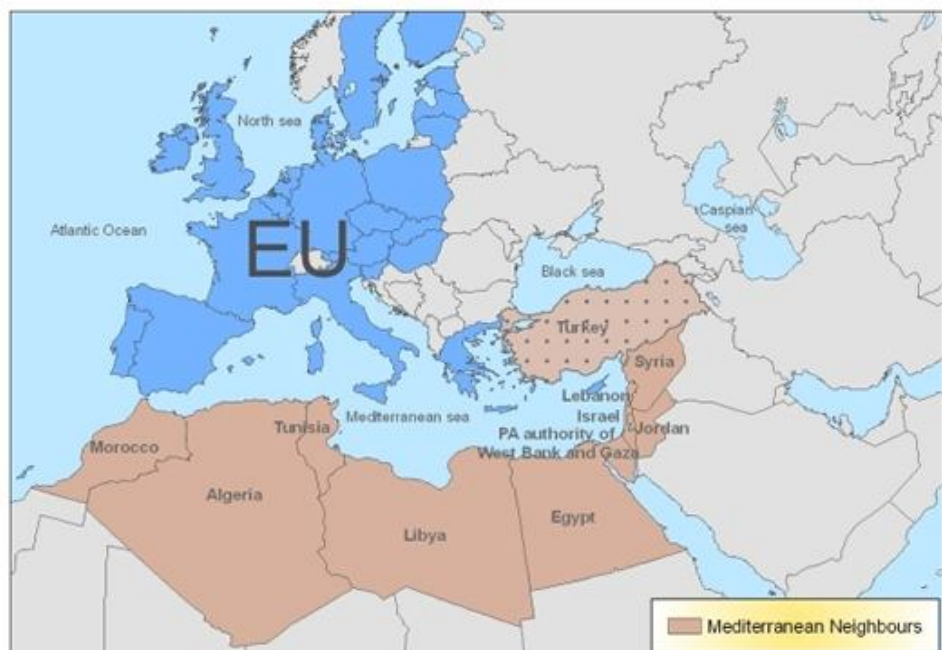 North sea
Atlantic Ocean
EU
Caspian
sea
Black sea
Turkey
Syria
Mediterranean sea
Lebanon
Israel
PA authority of
West Bank and Gaza
Jordan
Morocco
Tunisia
Algeria
Libya
Egypt
Mediterranean Neighbours